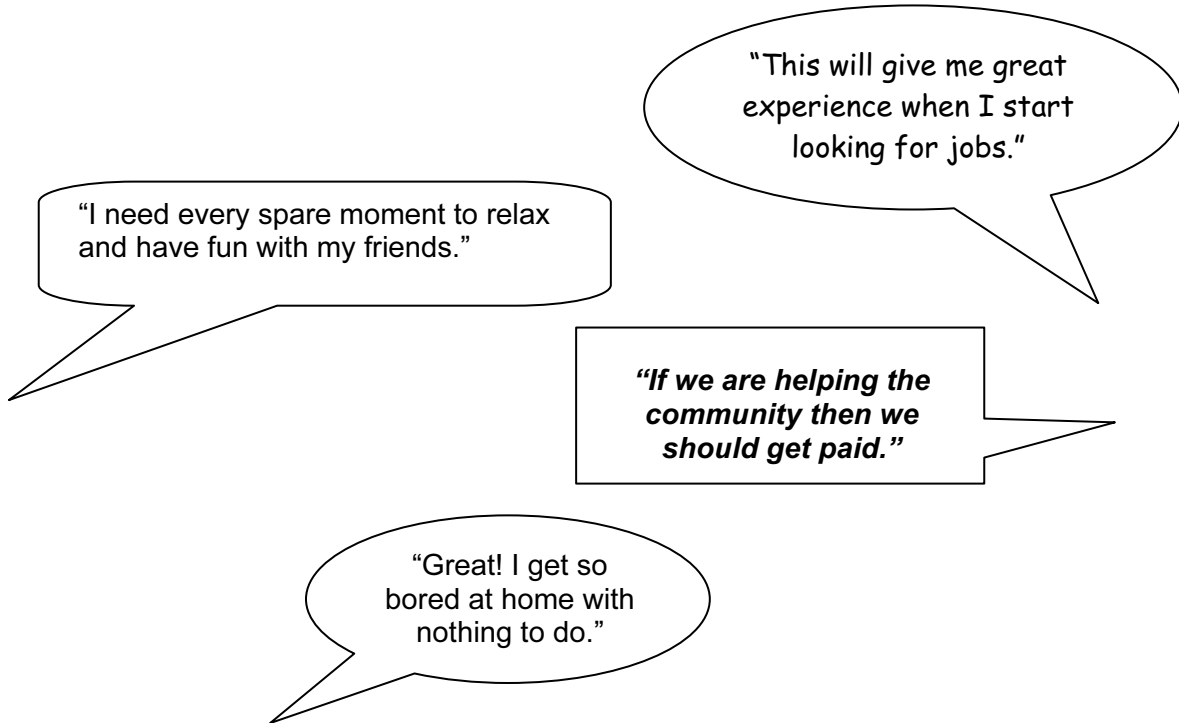 “This will give me great
experience when I start
looking for jobs.”
“I need every spare moment to relax
and have fun with my friends.”
“If we are helping the
community then we
should get paid.”
“Great! I get so
bored at home with
nothing to do.”